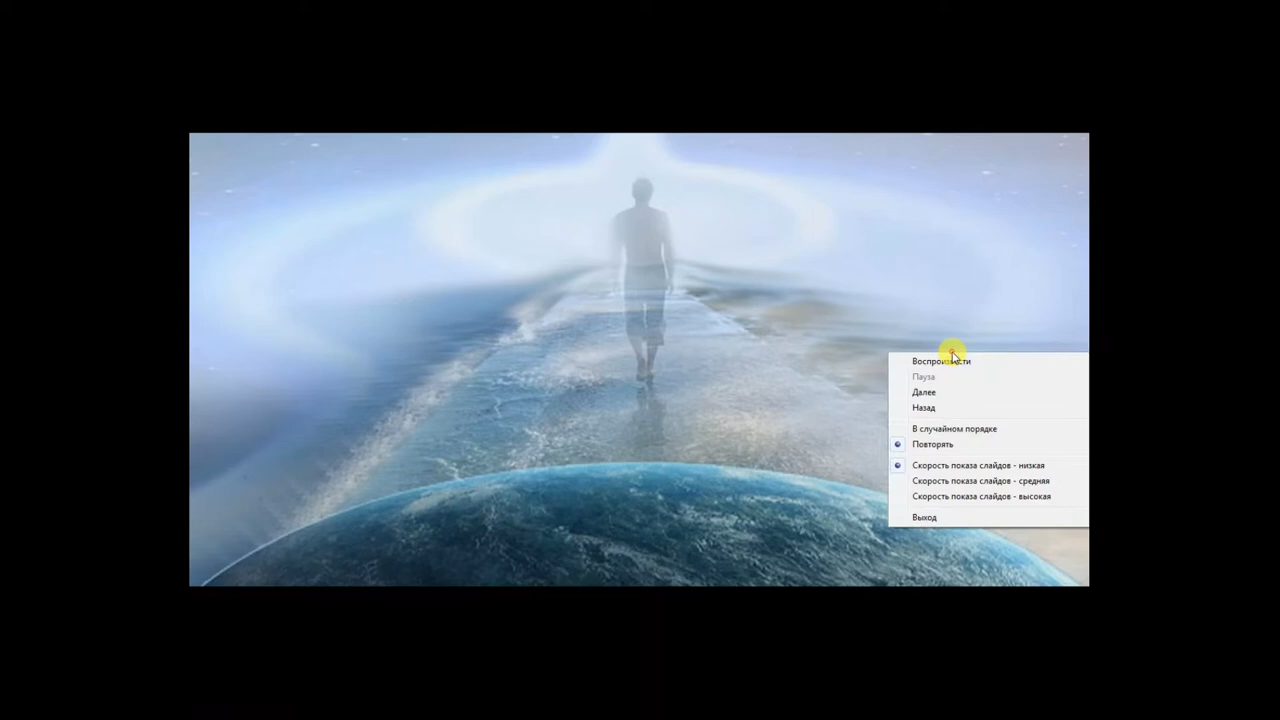 Воспроизвести
Пауза
Далее
Назад
В случайном порядке
Повторять
Скорость показа слайдов - низкая
Скорость показа слайдов - средняя
Скорость показа слайдов - высокая
Выход